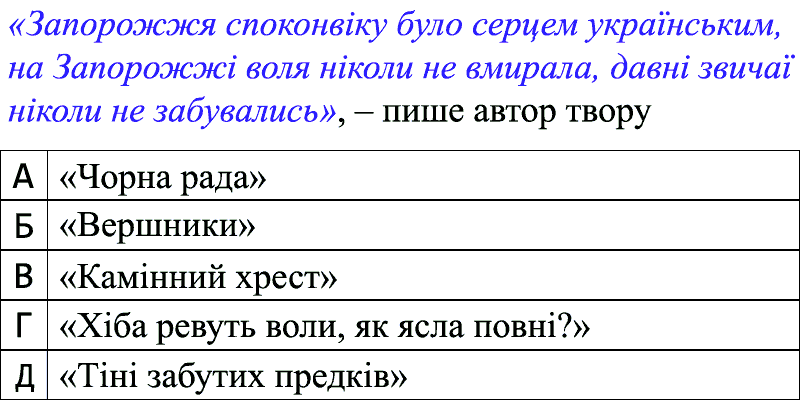 «Запорожжя споконвіку було серцем українським,
на Запорожжі воля ніколи не вмирала, давні звичаї
ніколи не забувались», – пише автор твору
А «Чорна рада»
Б «Вершники»
В «Камінний хрест»
Г «Хіба ревуть воли, як ясла повні?»
Д «Тіні забутих предків»